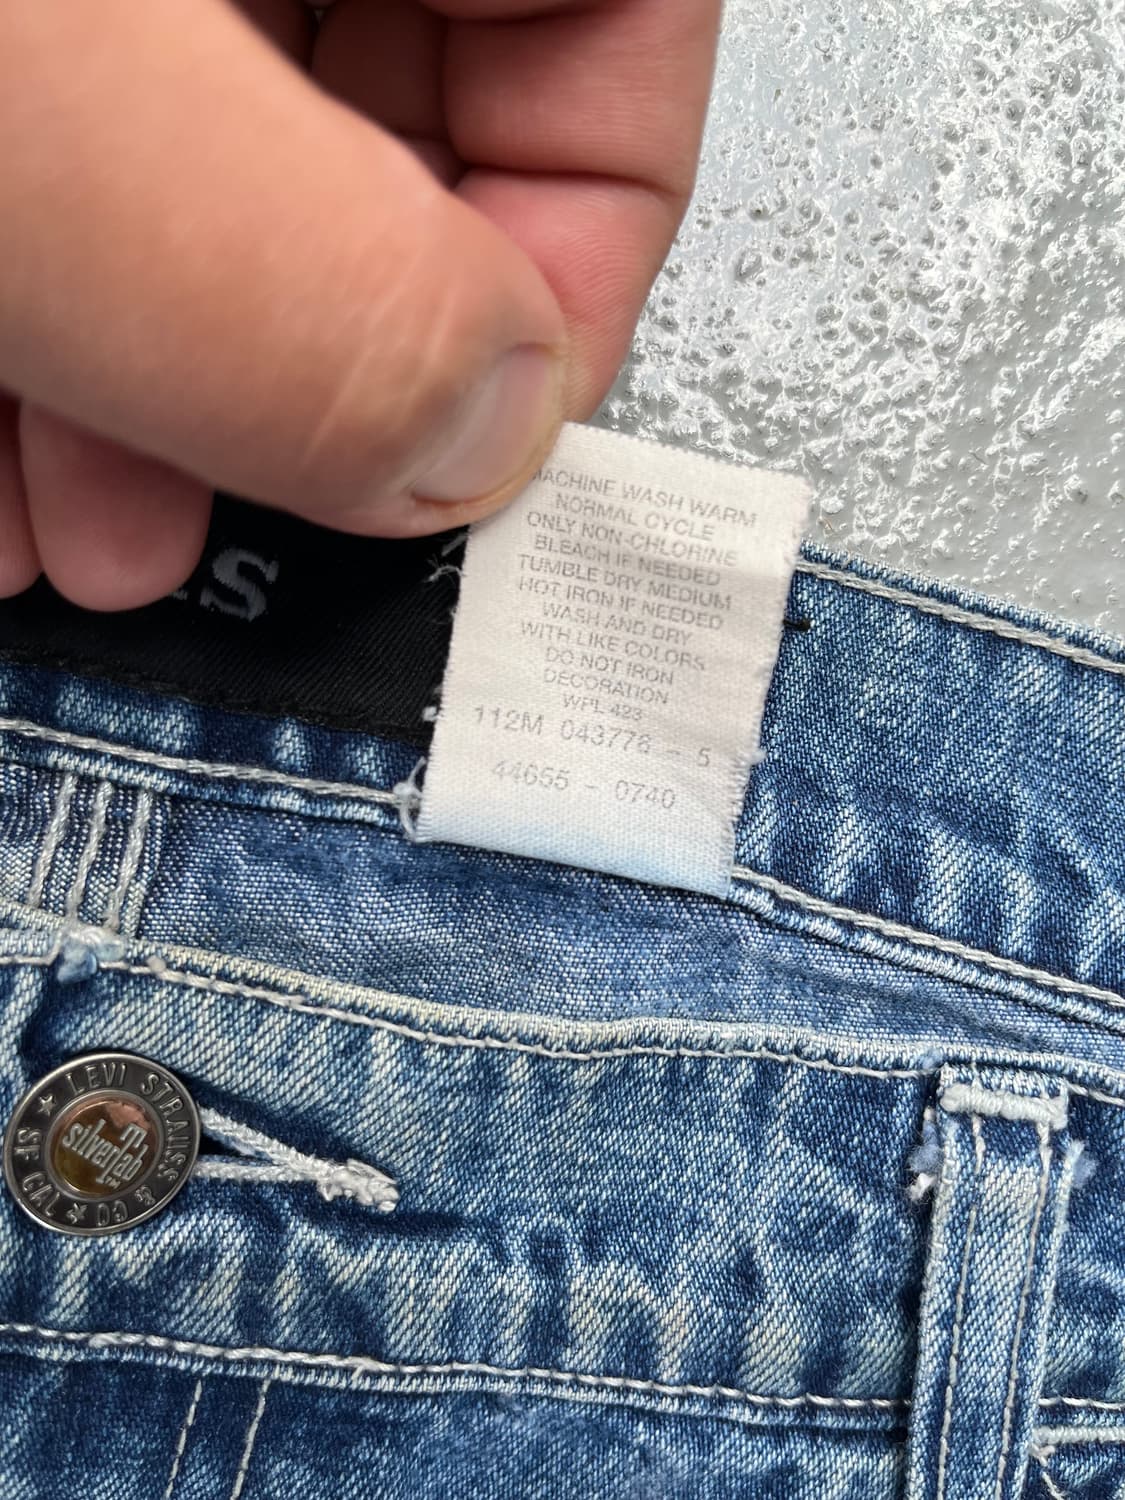 MACHINE WASH WARM
NORMAL CYCLE
ONLY NON-CHLORINE
BLEACH IF NEEDED
TUMBLE DRY MEDIUM
HOT IRON IF NEEDED
WASH AND DRY
WITH LIKE COLORS
DO NOT IRON
DECORATION
WPL 423
112M 043776 - 5
44655 - 0740
S
LEVI STRAUSS & CO
SilverTab™
SF CAL